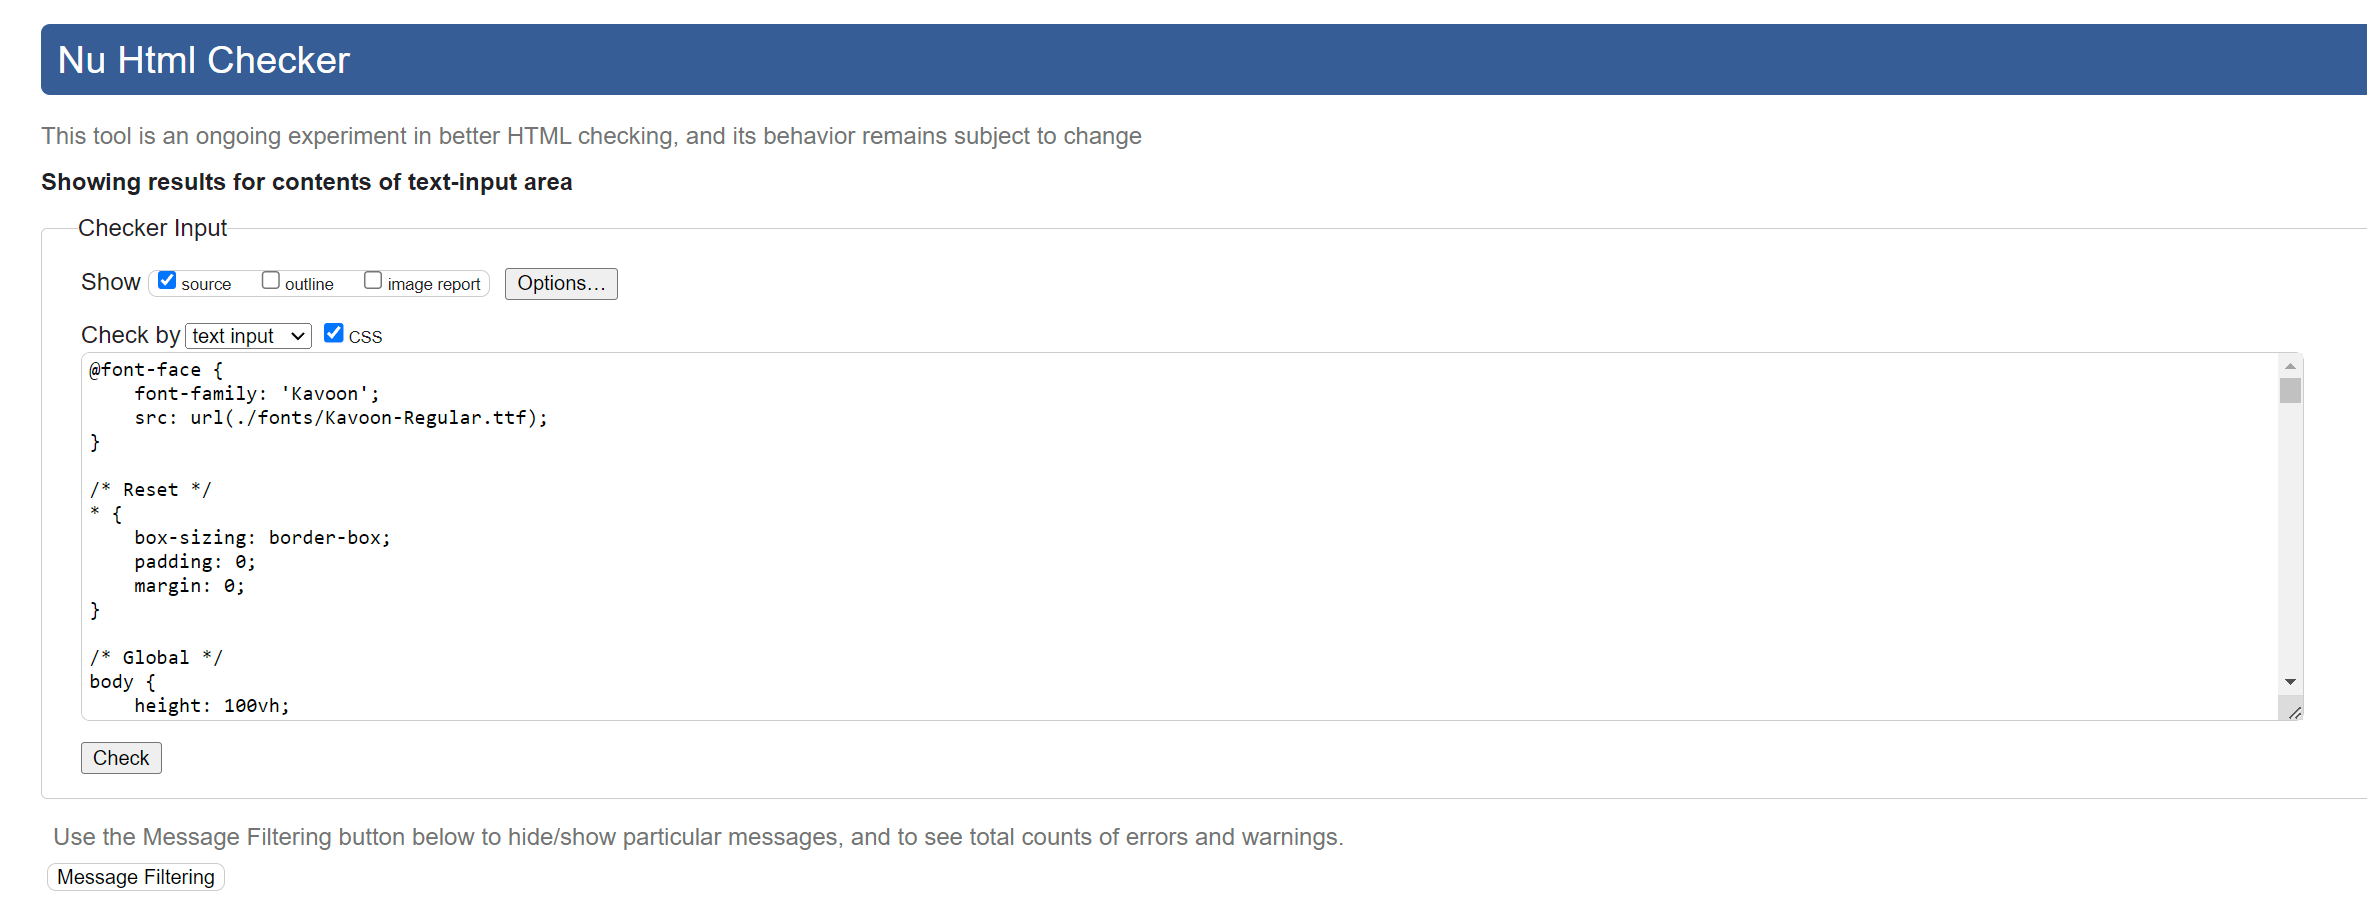 Nu Html Checker
This tool is an ongoing experiment in better HTML checking, and its behavior remains subject to change
Showing results for contents of text-input area
Checker Input
Show source outline image report Options...
Check by text input CSS
@font-face {
    font-family: 'Kavoon';
    src: url(./fonts/Kavoon-Regular.ttf);
}
/* Reset */
* {
    box-sizing: border-box;
    padding: 0;
    margin: 0;
}
/* Global */
body {
    height: 100vh;
Check
Use the Message Filtering button below to hide/show particular messages, and to see total counts of errors and warnings.
Message Filtering